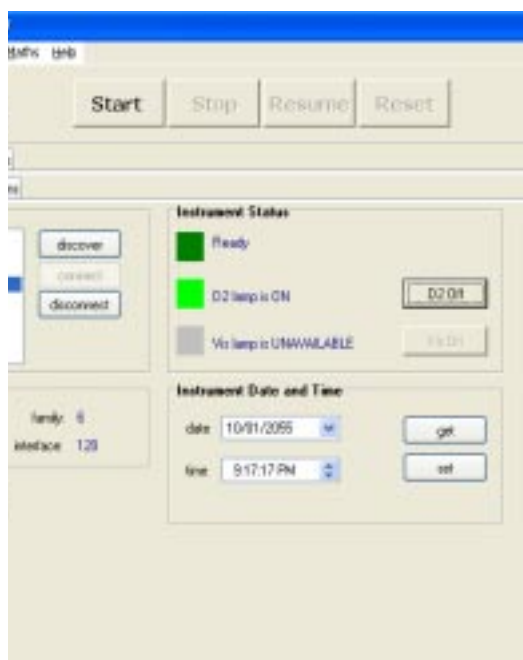 Maths Help
Start Stop Resume Reset
Instrument Status
discover
Ready
connect
disconnect
D2 lamp is ON
D2 Off
Vis lamp is UNAVAILABLE
Instrument Date and Time
family 6
date 10/01/2055
get
interface 128
time 9:17:17 PM
set